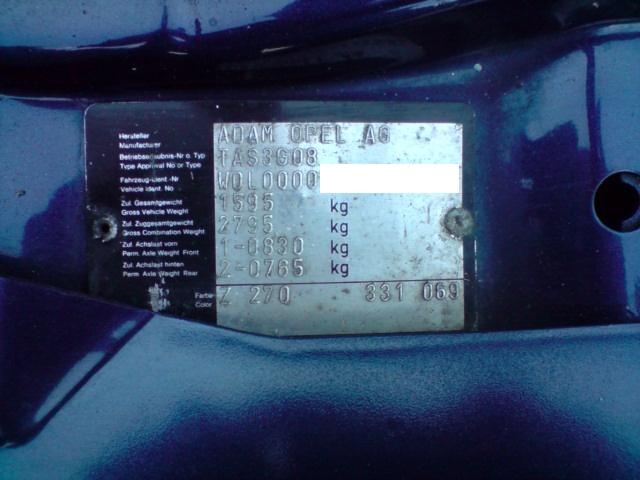 Hersteller
Manufacturer
ADAM OPEL AG
Betriebserlaubnis-Nr o. Typ
Type Approval No or Type
TAS3G08
Fahrzeug-Ident.-Nr
Vehicle Ident. No
W0L0000
Zul. Gesamtgewicht
Gross Vehicle Weight
1595 kg
Zul. Zuggesamtgewicht
Gross Combination Weight
2795 kg
Zul. Achslast vorn
Perm. Axle Weight Front
1-0830 kg
Zul. Achslast hinten
Perm. Axle Weight Rear
2-0765 kg
Farbe
Color
Z 270 331 069